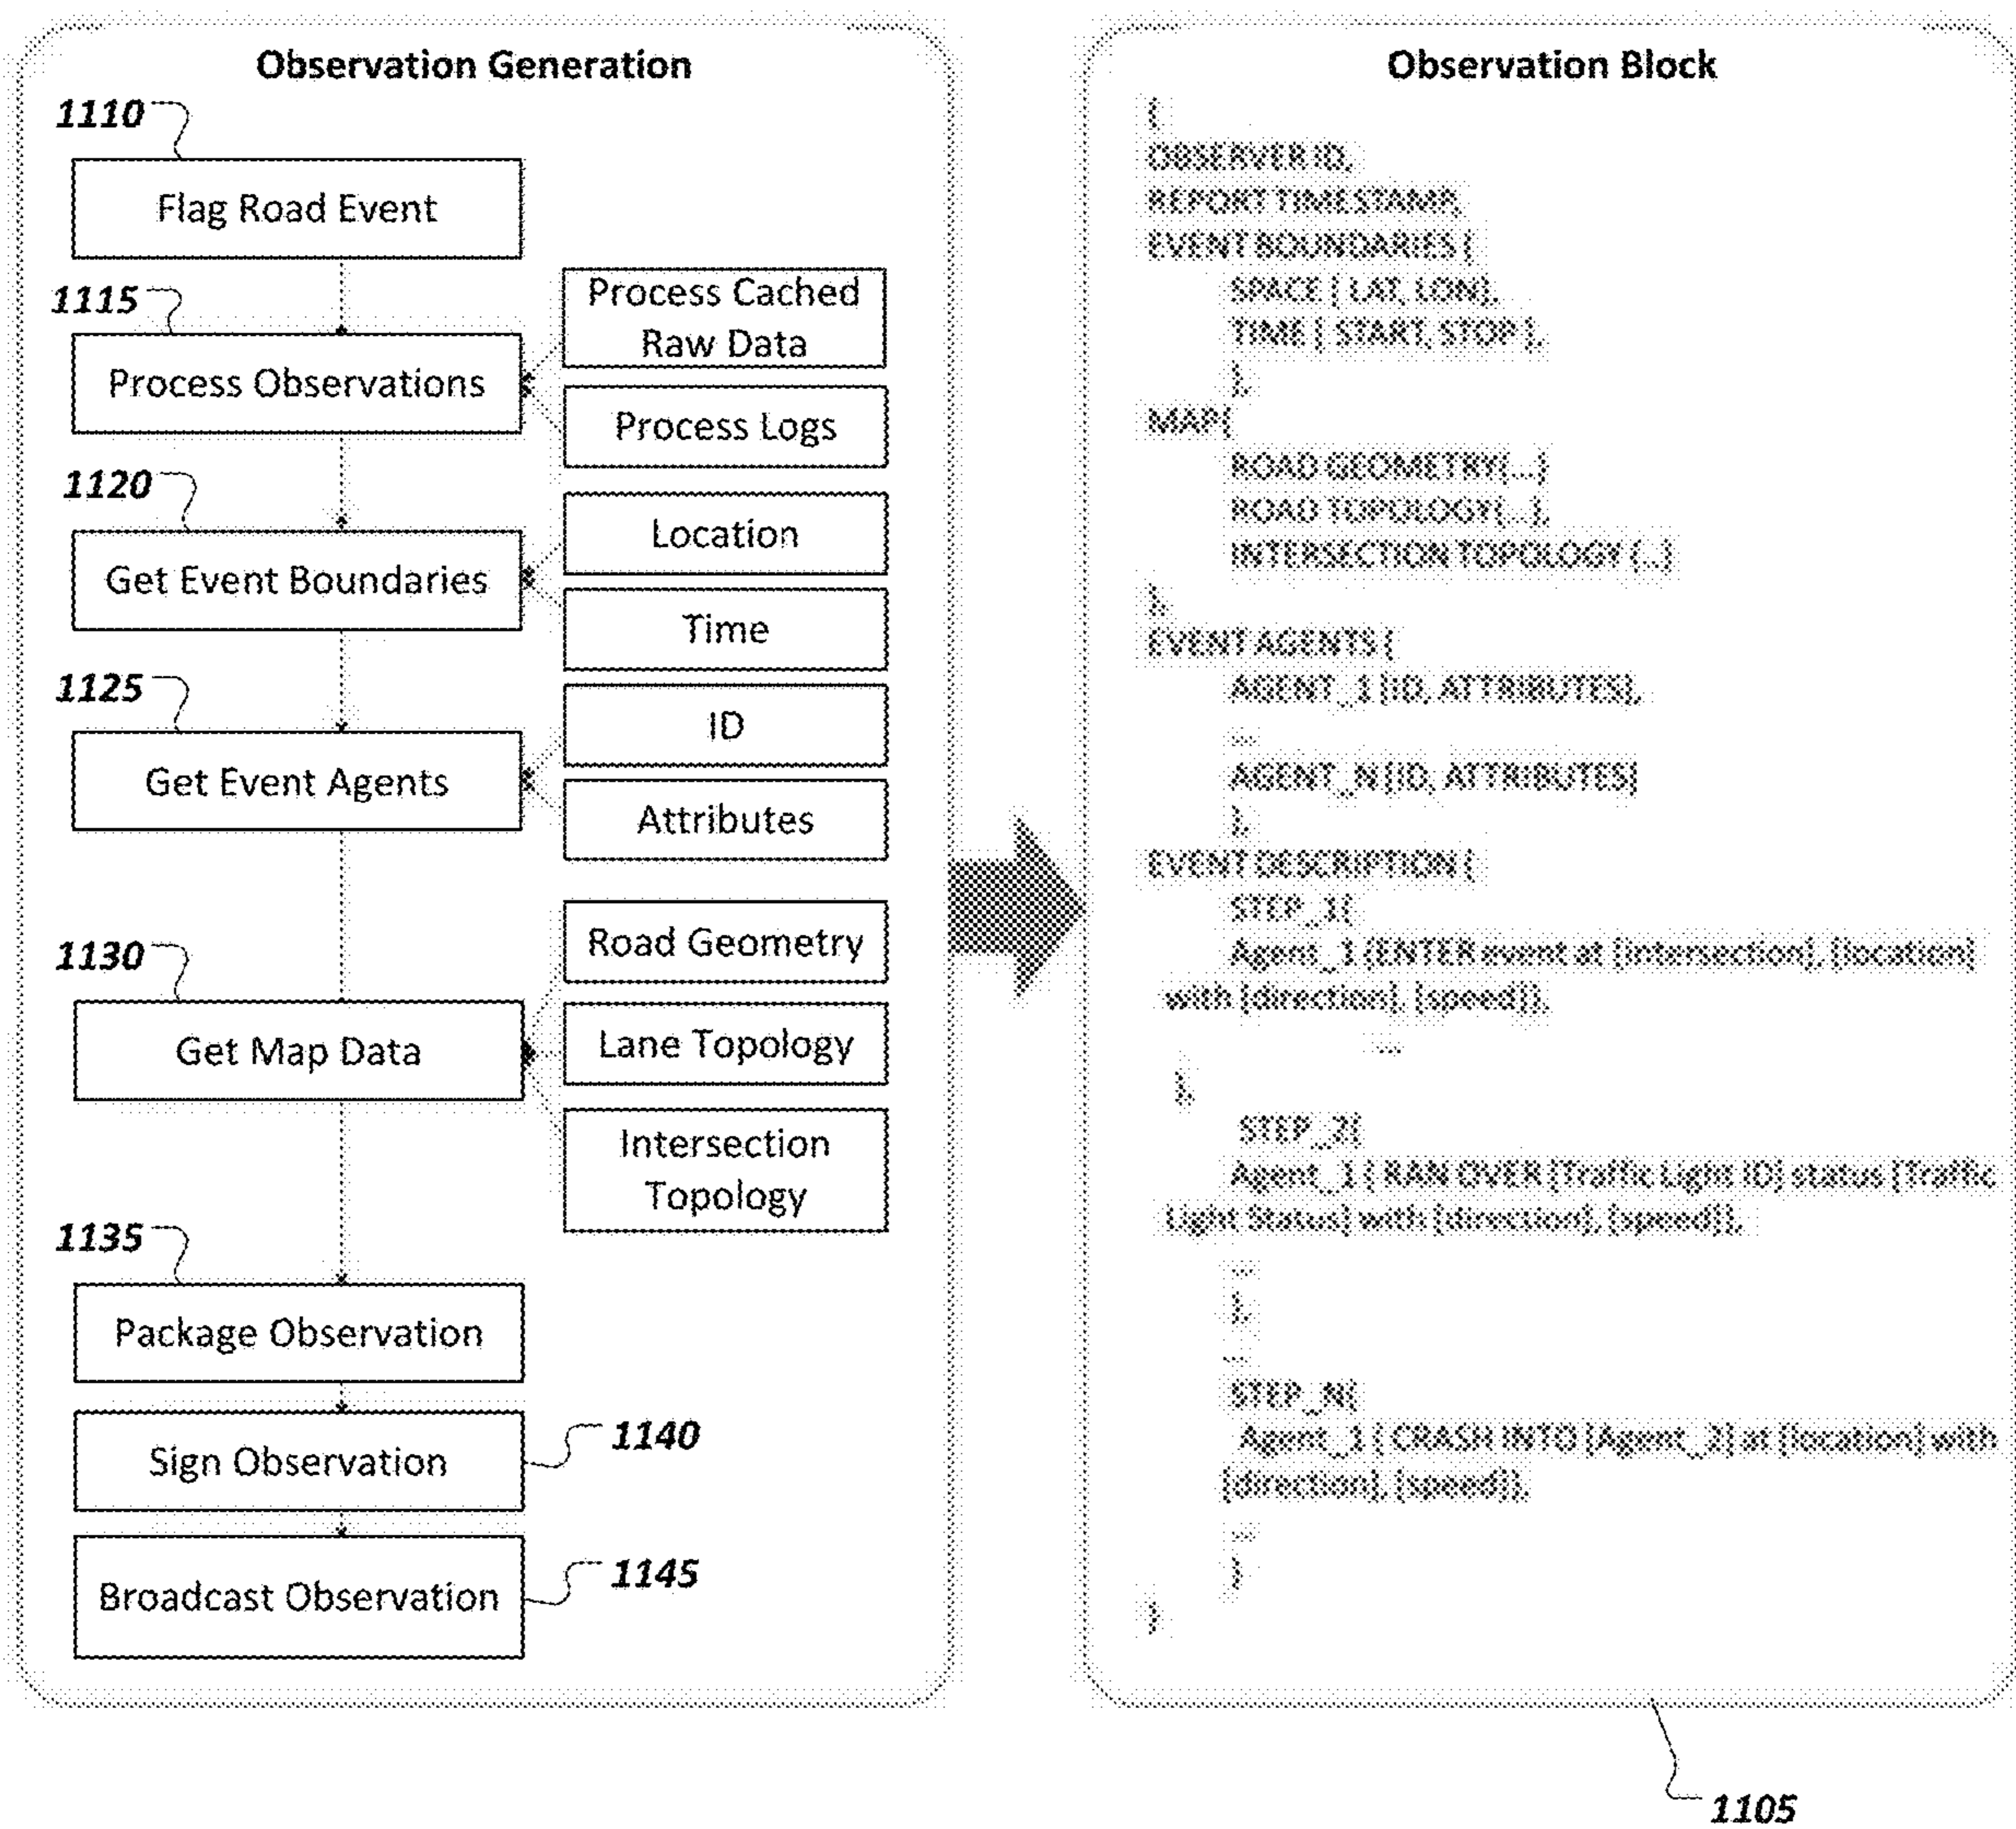 Observation Generation
1110
Flag Road Event
1115
Process Observations
Process Cached
Raw Data
Process Logs
1120
Get Event Boundaries
Location
Time
1125
Get Event Agents
ID
Attributes
1130
Get Map Data
Road Geometry
Lane Topology
Intersection
Topology
1135
Package Observation
Sign Observation
1140
Broadcast Observation
1145
Observation Block
{
OBSERVER ID,
REPORT TIMESTAMP,
EVENT BOUNDARIES {
SPACE [ LAT, LON],
TIME [ START, STOP ],
},
MAP{
ROAD GEOMETRY{...}
ROAD TOPOLOGY{...},
INTERSECTION TOPOLOGY {..}
},
EVENT AGENTS {
AGENT_1 [ID, ATTRIBUTES],
...
AGENT_N [ID, ATTRIBUTES]
},
EVENT DESCRIPTION {
STEP_1{
Agent_1 {ENTER event at [intersection], [location]
with [direction], [speed]},
...
},
STEP_2{
Agent_1 { RAN OVER [Traffic Light ID] status [Traffic
Light Status] with [direction], [speed]},
...
},
...
STEP_N{
Agent_1 { CRASH INTO [Agent_2] at [location] with
[direction], [speed]},
...
}
}
1105